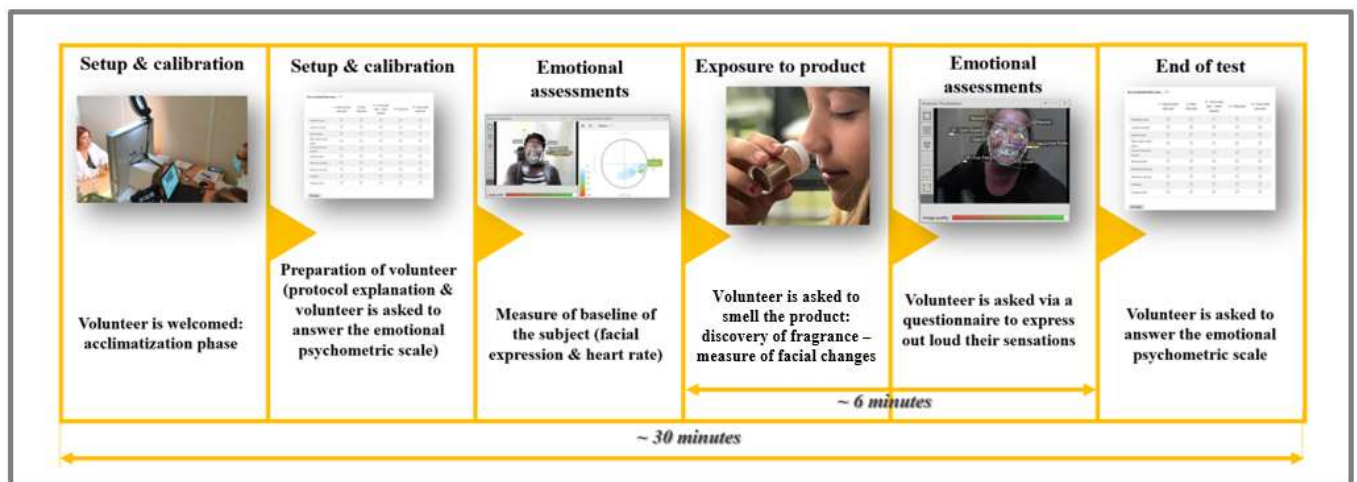 Setup & calibration
Volunteer is welcomed:
acclimatization phase
Setup & calibration
Preparation of volunteer
(protocol explanation &
volunteer is asked to
answer the emotional
psychometric scale)
Emotional
assessments
Measure of baseline of
the subject (facial
expression & heart rate)
Exposure to product
Volunteer is asked to
smell the product:
discovery of fragrance –
measure of facial changes
Emotional
assessments
Image quality
Volunteer is asked via a
questionnaire to express
out loud their sensations
End of test
Volunteer is asked to
answer the emotional
psychometric scale
~ 6 minutes
~ 30 minutes